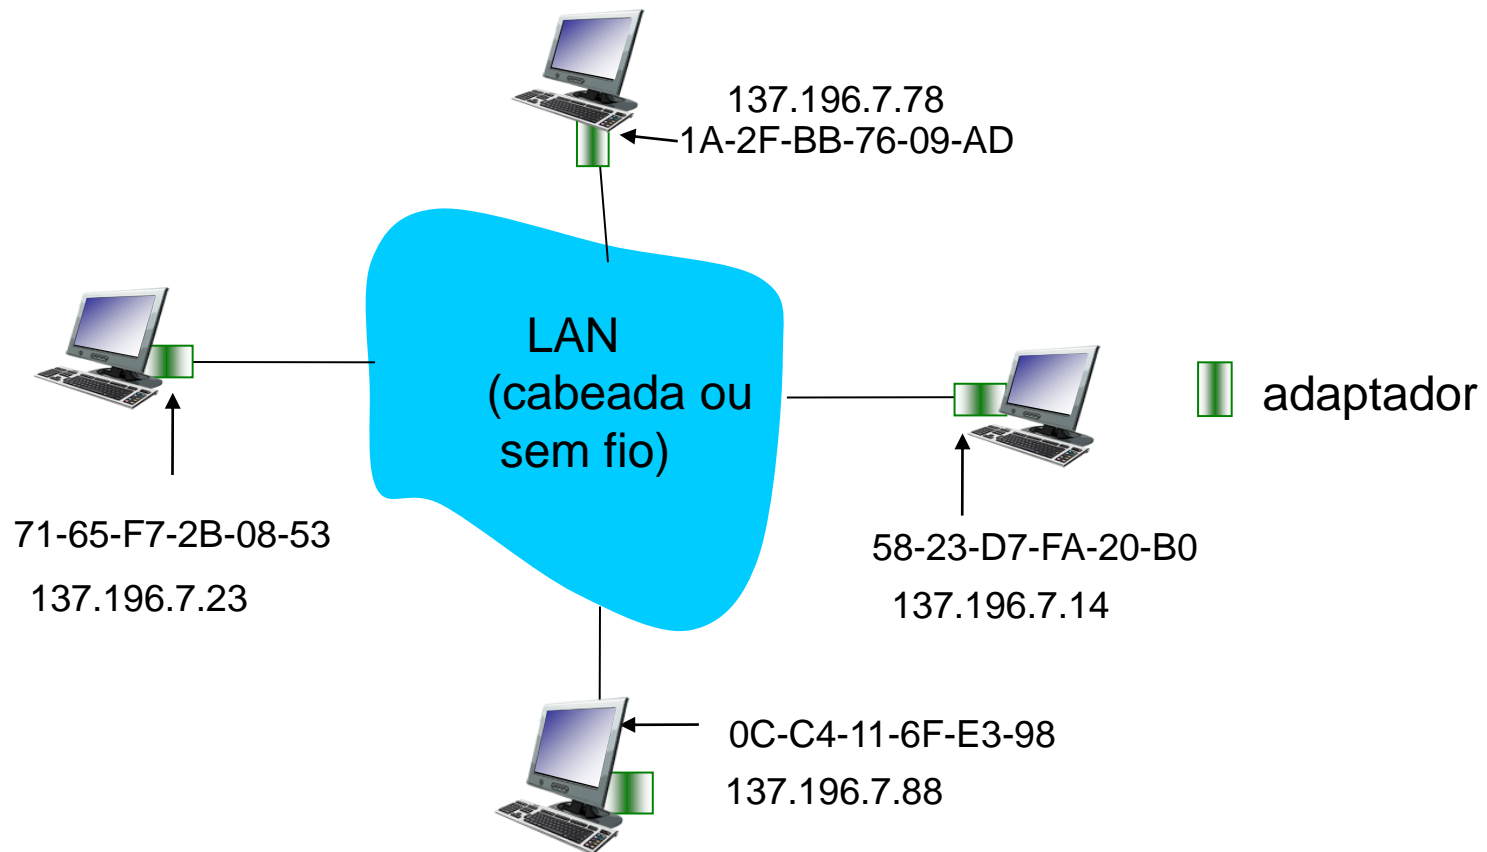 137.196.7.78
1A-2F-BB-76-09-AD
LAN
(cabeada ou
sem fio)
adaptador
71-65-F7-2B-08-53
137.196.7.23
58-23-D7-FA-20-B0
137.196.7.14
0C-C4-11-6F-E3-98
137.196.7.88